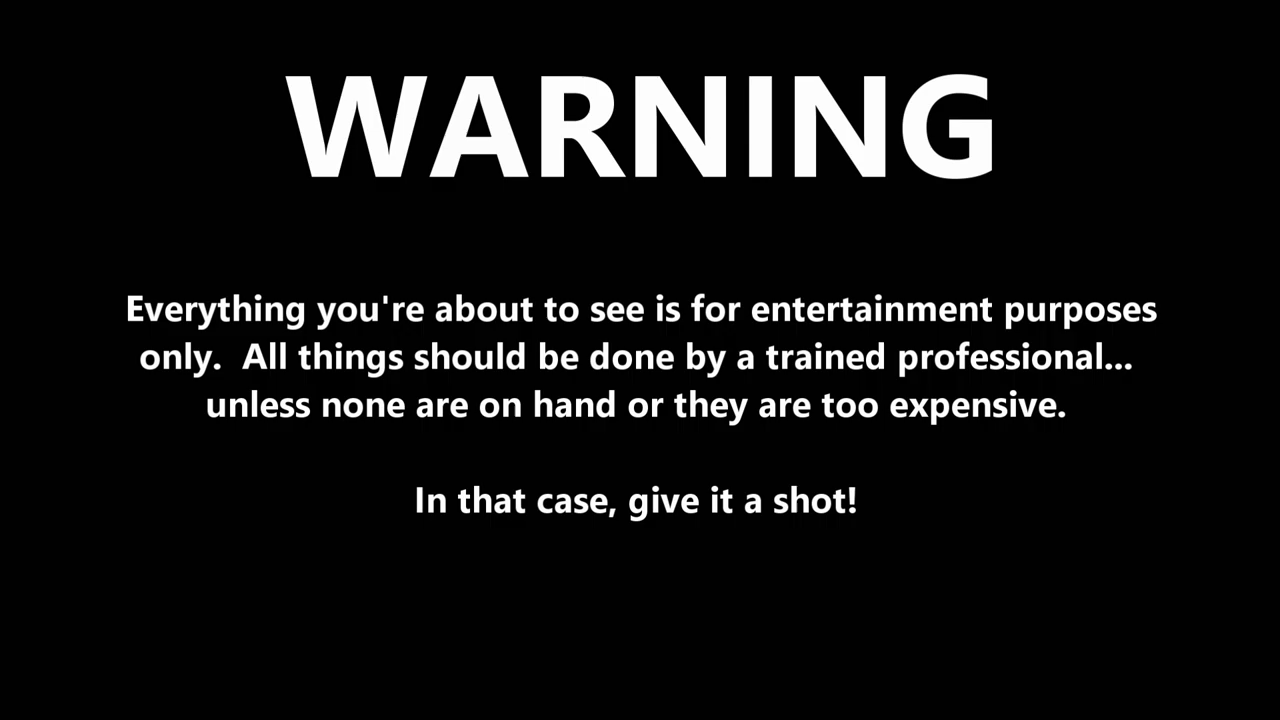 WARNING
Everything you're about to see is for entertainment purposes
only.  All things should be done by a trained professional...
unless none are on hand or they are too expensive.
In that case, give it a shot!